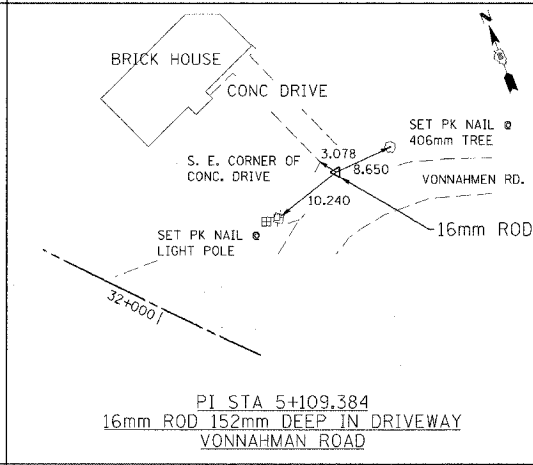 N
BRICK HOUSE
CONC DRIVE
SET PK NAIL @
406mm TREE
3.078
S. E. CORNER OF
CONC. DRIVE
8.650
VONNAHMEN RD.
10.240
16mm ROD
SET PK NAIL @
LIGHT POLE
32+000
PI STA 5+109.384
16mm ROD 152mm DEEP IN DRIVEWAY
VONNAHMAN ROAD